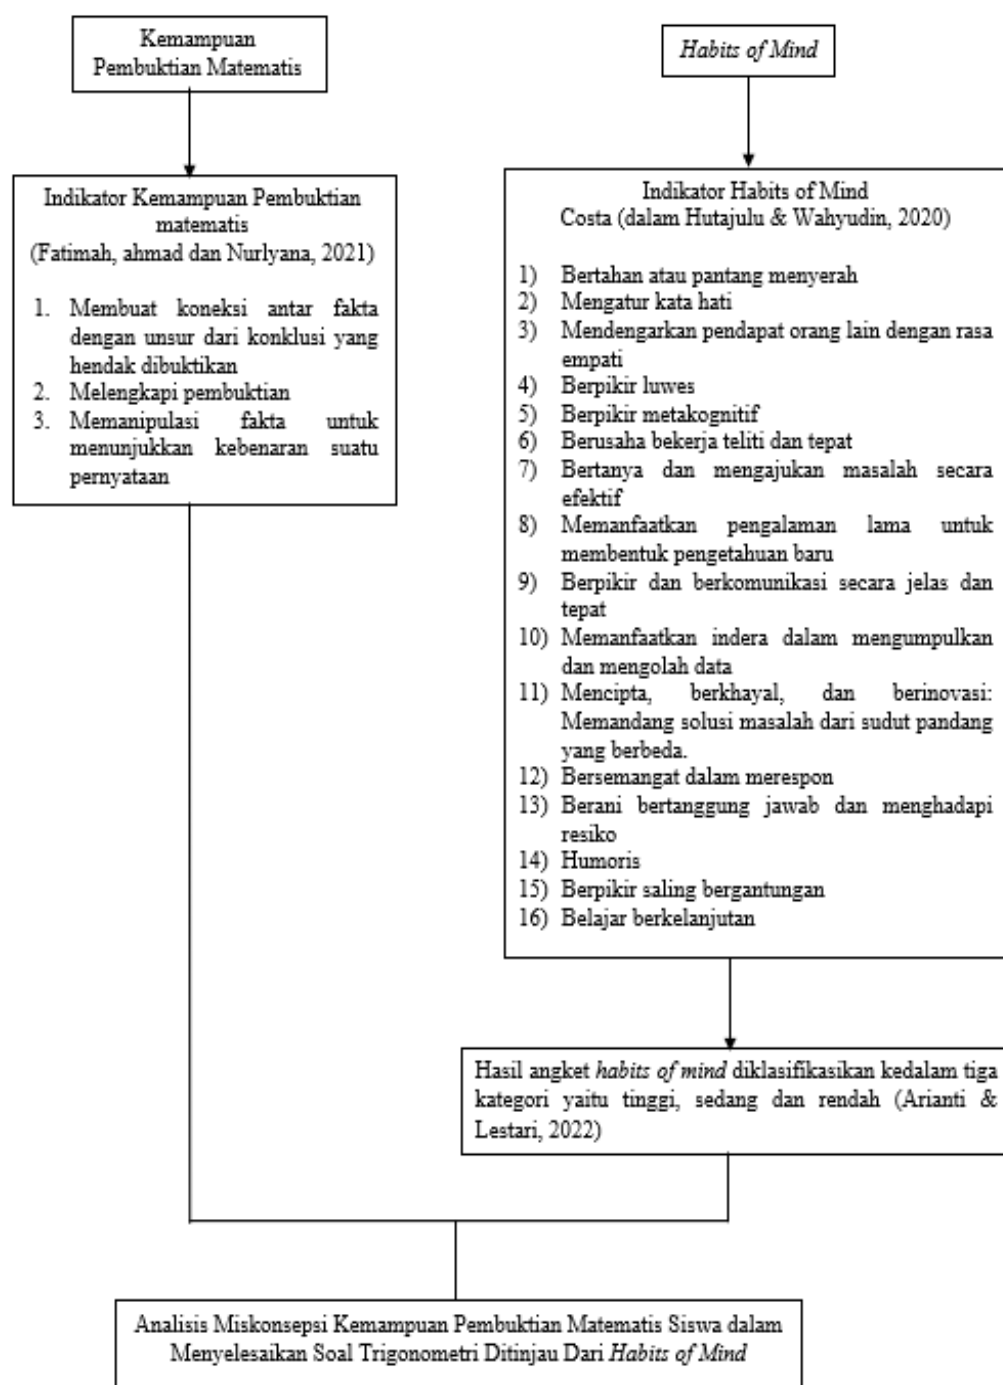 Kemampuan
Pembuktian Matematis
Indikator Kemampuan Pembuktian
matematis
(Fatimah, ahmad dan Nurlyana, 2021)
1. Membuat koneksi antar fakta
dengan unsur dari konklusi yang
hendak dibuktikan
2. Melengkapi pembuktian
3. Memanipulasi fakta untuk
menunjukkan kebenaran suatu
pernyataan
Habits of Mind
Indikator Habits of Mind
Costa (dalam Hutajulu & Wahyudin, 2020)
1) Bertahan atau pantang menyerah
2) Mengatur kata hati
3) Mendengarkan pendapat orang lain dengan rasa
empati
4) Berpikir luwes
5) Berpikir metakognitif
6) Berusaha bekerja teliti dan tepat
7) Bertanya dan mengajukan masalah secara
efektif
8) Memanfaatkan pengalaman lama untuk
membentuk pengetahuan baru
9) Berpikir dan berkomunikasi secara jelas dan
tepat
10) Memanfaatkan indera dalam mengumpulkan
dan mengolah data
11) Mencipta, berkhayal, dan berinovasi:
Memandang solusi masalah dari sudut pandang
yang berbeda.
12) Bersemangat dalam merespon
13) Berani bertanggung jawab dan menghadapi
resiko
14) Humoris
15) Berpikir saling bergantungan
16) Belajar berkelanjutan
Hasil angket habits of mind diklasifikasikan kedalam tiga
kategori yaitu tinggi, sedang dan rendah (Arianti &
Lestari, 2022)
Analisis Miskonsepsi Kemampuan Pembuktian Matematis Siswa dalam
Menyelesaikan Soal Trigonometri Ditinjau Dari Habits of Mind